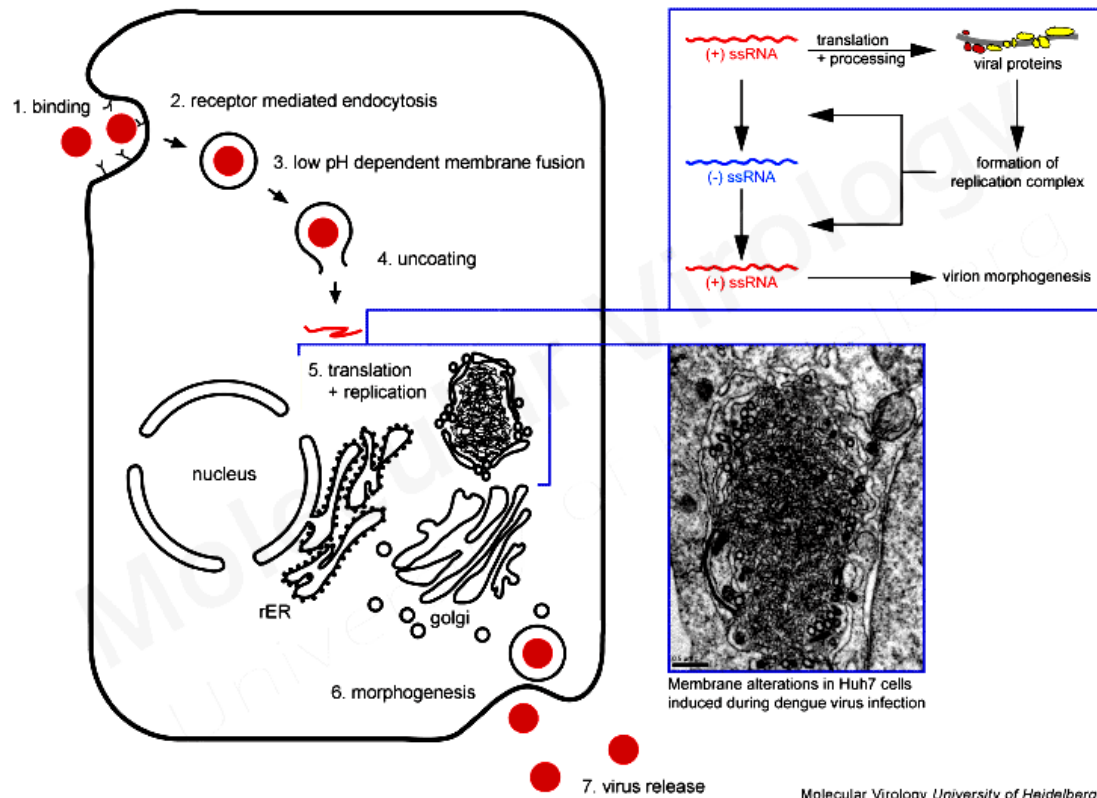 1. binding
2. receptor mediated endocytosis
3. low pH dependent membrane fusion
4. uncoating
5. translation
+ replication
nucleus
rER
golgi
6. morphogenesis
7. virus release
(+) ssRNA
translation
+ processing
viral proteins
(-) ssRNA
formation of
replication complex
(+) ssRNA
virion morphogenesis
Membrane alterations in Huh7 cells
induced during dengue virus infection
Molecular Virology University of Heidelberg
Molecular Virology